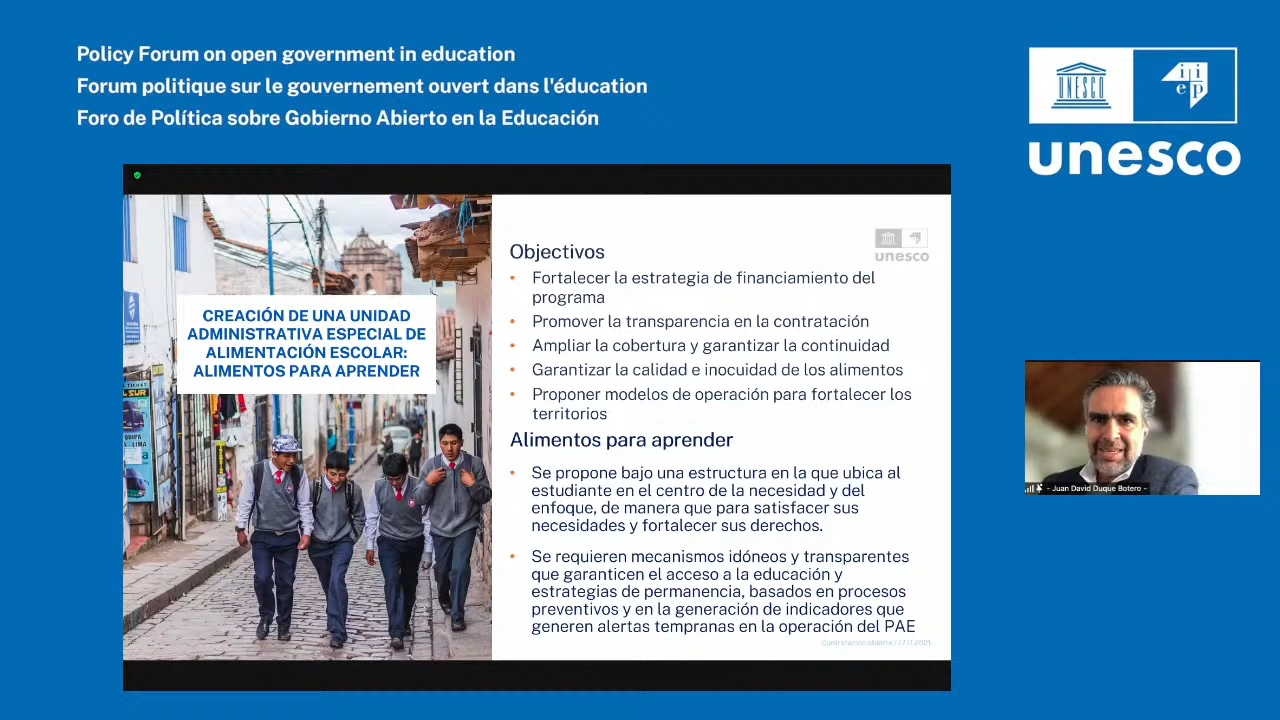 Policy Forum on open government in education
Forum politique sur le gouvernement ouvert dans l'éducation
Foro de Política sobre Gobierno Abierto en la Educación
UNESCO
iiep
unesco
CREACIÓN DE UNA UNIDAD
ADMINISTRATIVA ESPECIAL DE
ALIMENTACIÓN ESCOLAR:
ALIMENTOS PARA APRENDER
unesco
Objectivos
• Fortalecer la estrategia de financiamiento del
programa
• Promover la transparencia en la contratación
• Ampliar la cobertura y garantizar la continuidad
• Garantizar la calidad e inocuidad de los alimentos
• Proponer modelos de operación para fortalecer los
territorios
Alimentos para aprender
• Se propone bajo una estructura en la que ubica al
estudiante en el centro de la necesidad y del
enfoque, de manera que para satisfacer sus
necesidades y fortalecer sus derechos.
• Se requieren mecanismos idóneos y transparentes
que garanticen el acceso a la educación y
estrategias de permanencia, basados en procesos
preventivos y en la generación de indicadores que
generen alertas tempranas en la operación del PAE
Contratación abierta / 17.11.2021
- Juan David Duque Botero -